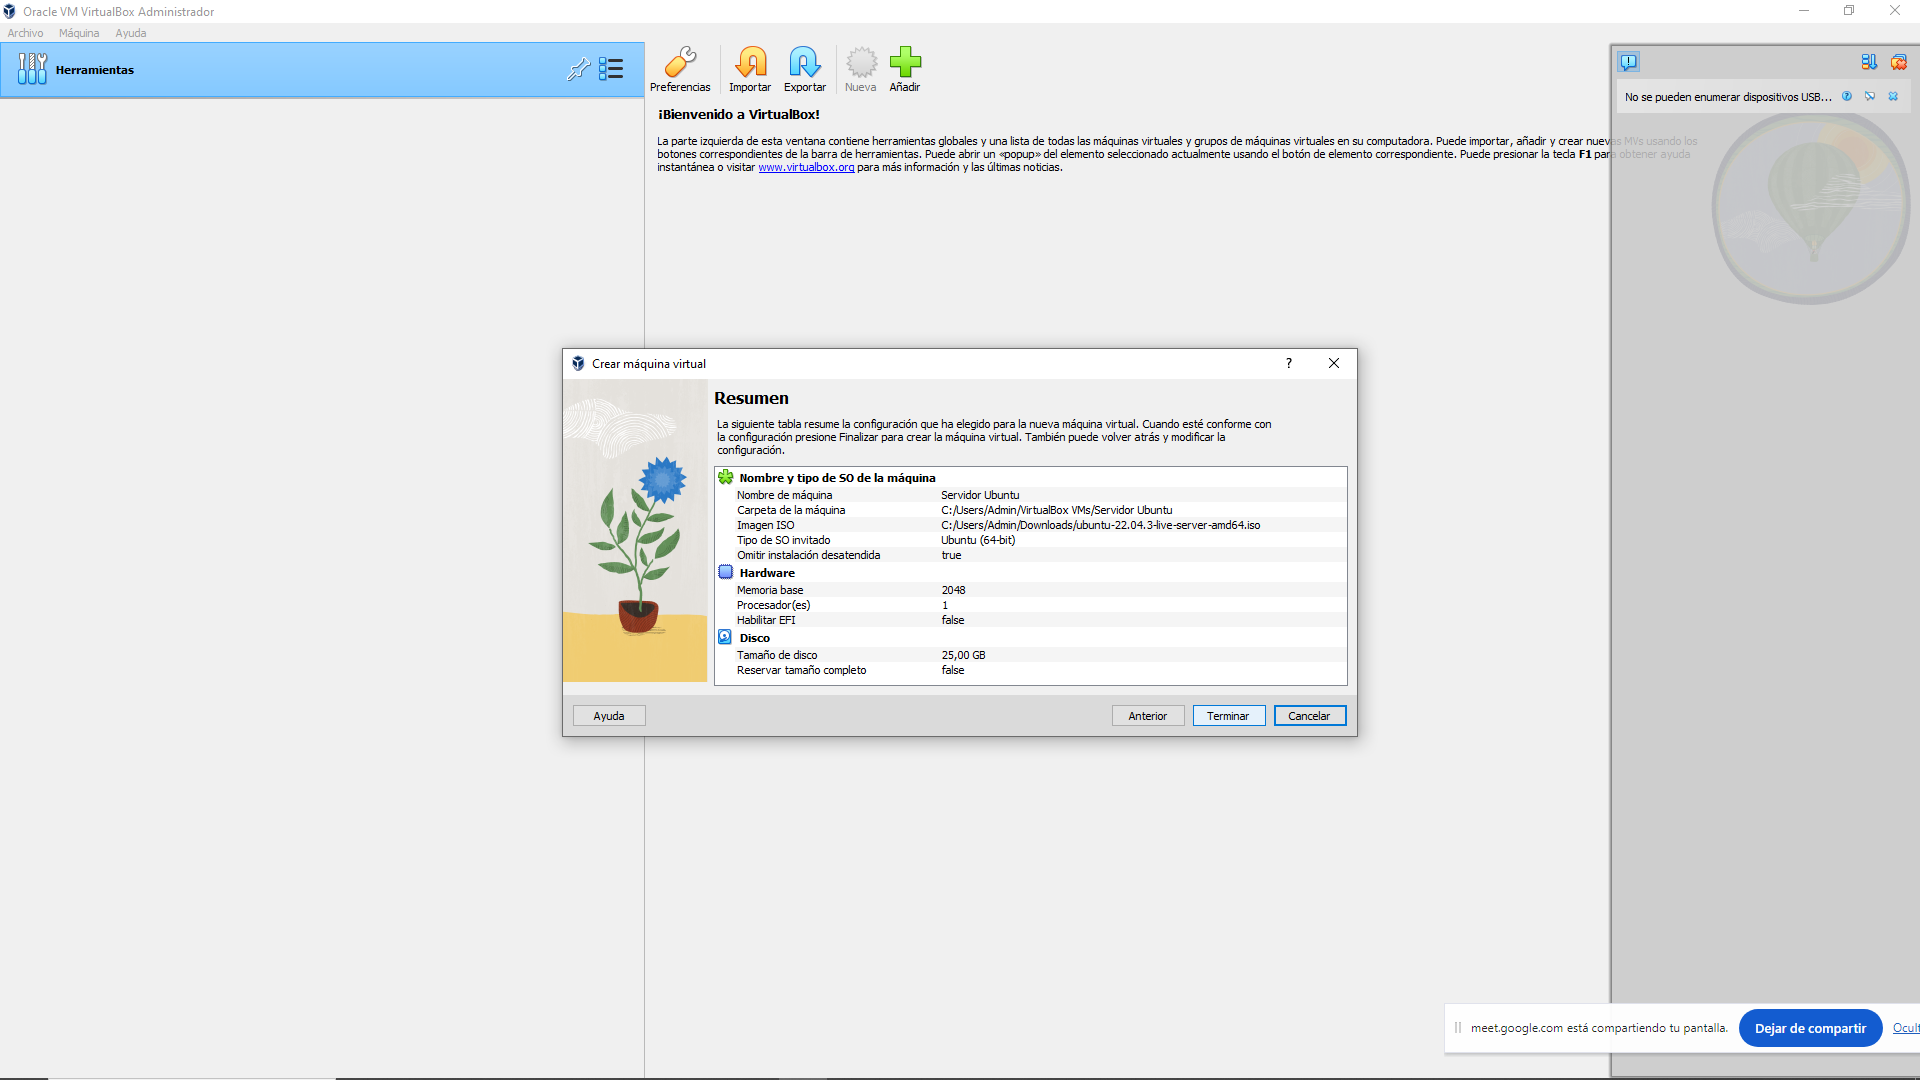 Oracle VM VirtualBox Administrador
Archivo Máquina Ayuda
Herramientas
Preferencias Importar Exportar Nueva Añadir
¡Bienvenido a VirtualBox!
La parte izquierda de esta ventana contiene herramientas globales y una lista de todas las máquinas virtuales y grupos de máquinas virtuales en su computadora. Puede importar, añadir y crear nuevas MVs usando los
botones correspondientes de la barra de herramientas. Puede abrir un «popup» del elemento seleccionado actualmente usando el botón de elemento correspondiente. Puede presionar la tecla F1 para obtener ayuda
instantánea o visitar www.virtualbox.org para más información y las últimas noticias.
No se pueden enumerar dispositivos USB...
Crear máquina virtual
Resumen
La siguiente tabla resume la configuración que ha elegido para la nueva máquina virtual. Cuando esté conforme con
la configuración presione Finalizar para crear la máquina virtual. También puede volver atrás y modificar la
configuración.
Nombre y tipo de SO de la máquina
Nombre de máquina Servidor Ubuntu
Carpeta de la máquina C:/Users/Admin/VirtualBox VMs/Servidor Ubuntu
Imagen ISO C:/Users/Admin/Downloads/ubuntu-22.04.3-live-server-amd64.iso
Tipo de SO invitado Ubuntu (64-bit)
Omitir instalación desatendida true
Hardware
Memoria base 2048
Procesador(es) 1
Habilitar EFI false
Disco
Tamaño de disco 25,00 GB
Reservar tamaño completo false
Ayuda Anterior Terminar Cancelar
meet.google.com está compartiendo tu pantalla. Dejar de compartir Ocult